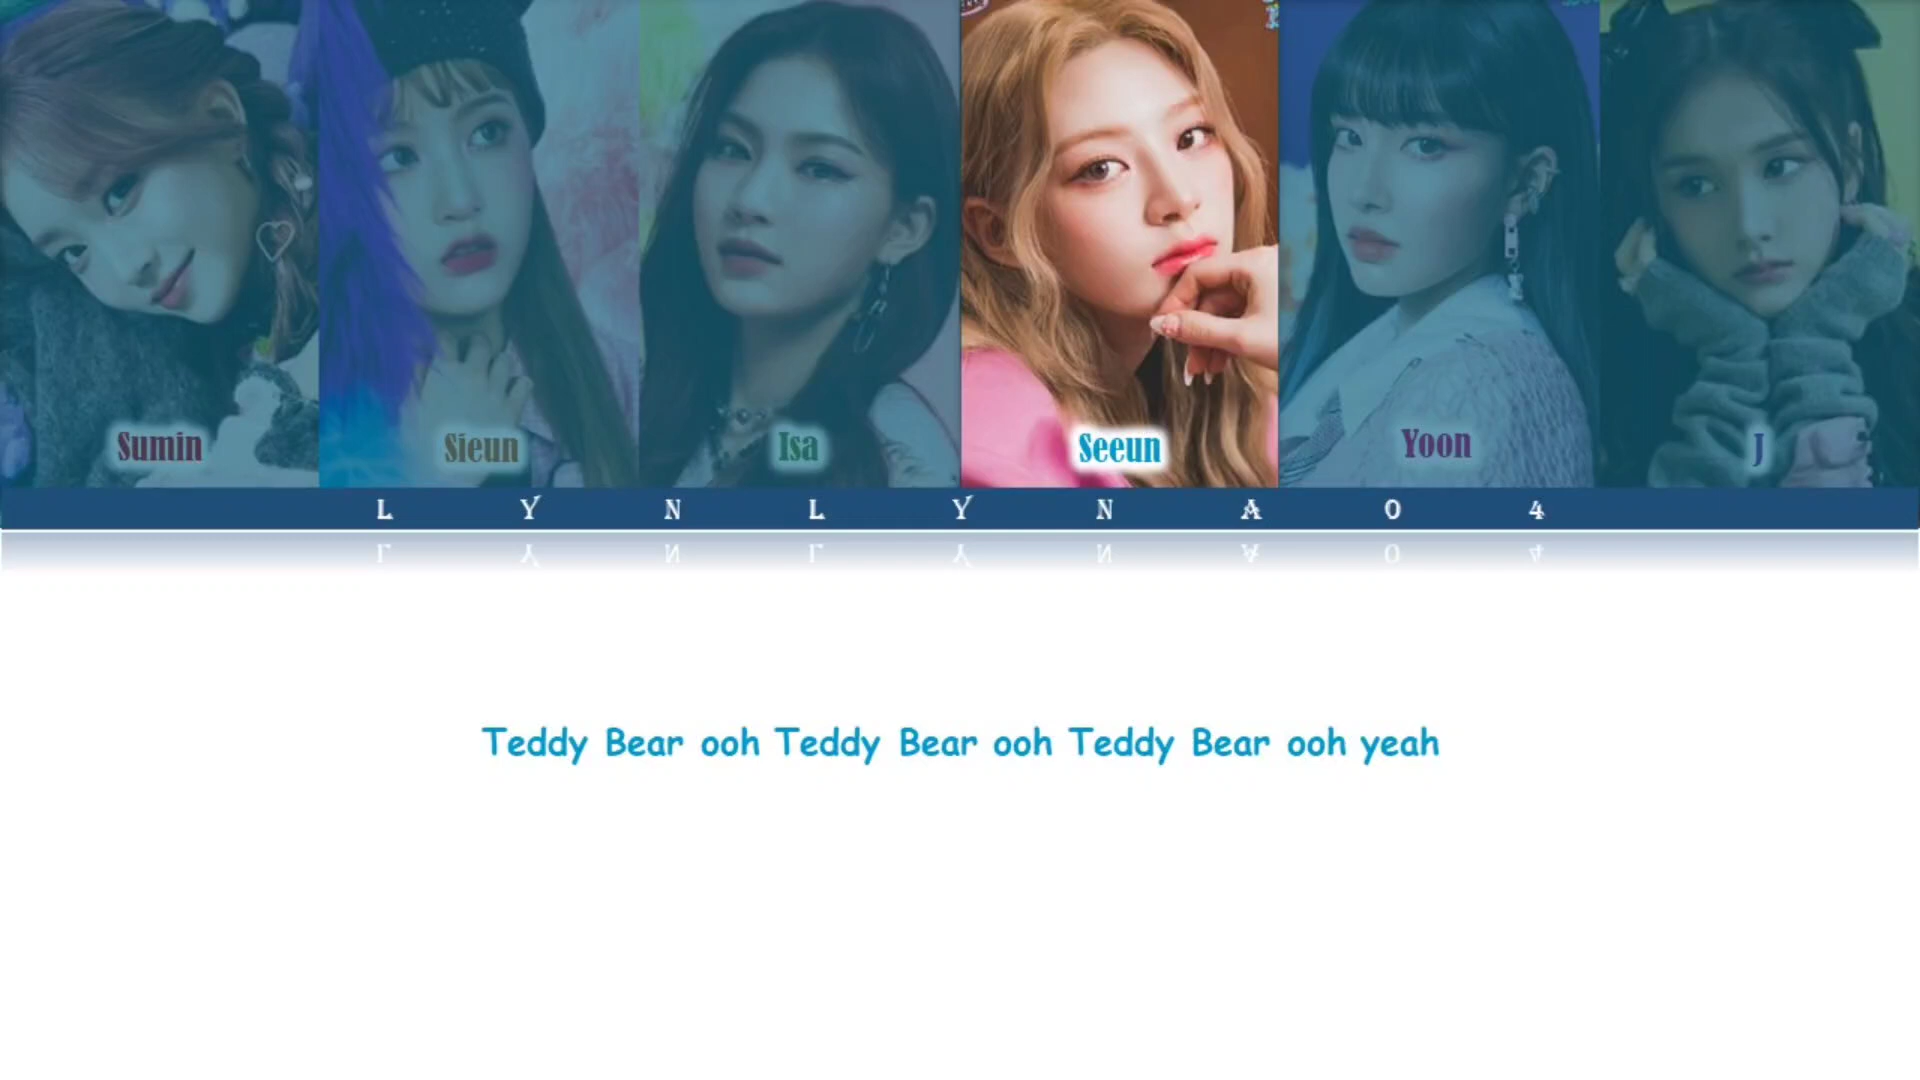 Sumin Sieun Isa Seeun Yoon J
L Y N L Y N A 0 4
Teddy Bear ooh Teddy Bear ooh Teddy Bear ooh yeah